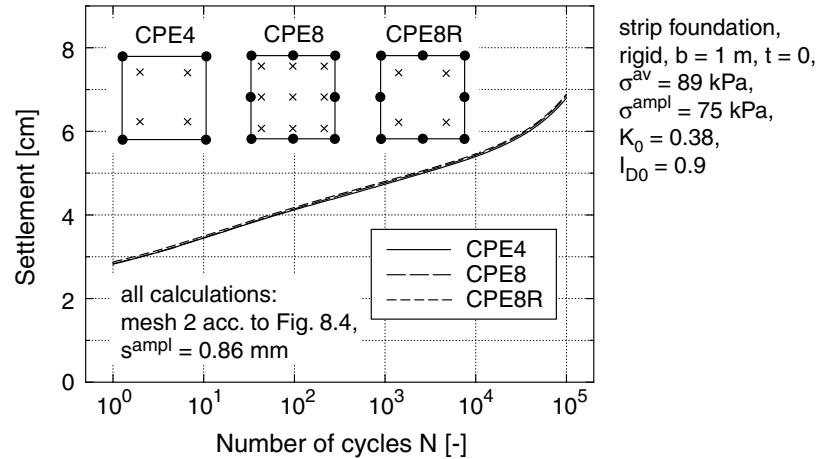 8
6
4
2
0
Settlement [cm]
CPE4
CPE8
CPE8R
CPE4
CPE8
CPE8R
all calculations:
mesh 2 acc. to Fig. 8.4,
s^ampl = 0.86 mm
10^0
10^1
10^2
10^3
10^4
10^5
Number of cycles N [-]
strip foundation,
rigid, b = 1 m, t = 0,
σ^av = 89 kPa,
σ^ampl = 75 kPa,
K_0 = 0.38,
I_D0 = 0.9